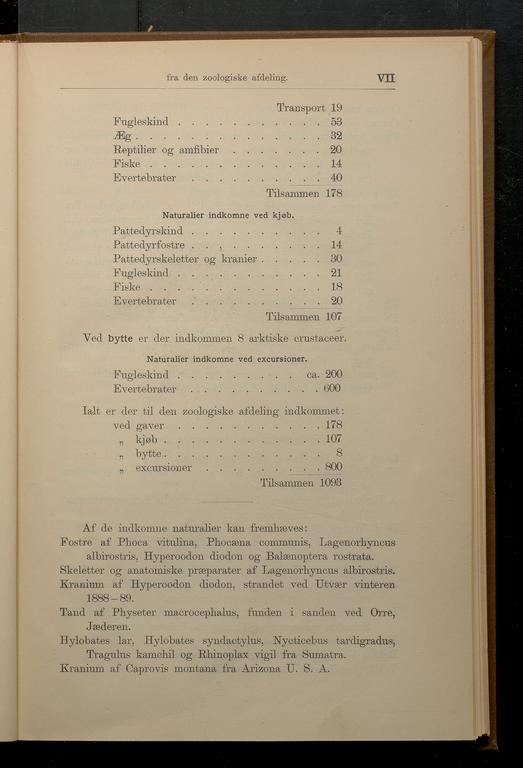 fra den zoologiske afdeling. VII
Transport 19
Fugleskind . . . . . . . . . . . 53
Æg . . . . . . . . . . . . . 32
Reptilier og amfibier . . . . . . . 20
Fiske . . . . . . . . . . . . . 14
Evertebrater . . . . . . . . . . 40
Tilsammen 178
Naturalier indkomne ved kjøb.
Pattedyrskind . . . . . . . . . . 4
Pattedyrfostre . . . . . . . . . . 14
Pattedyrskeletter og kranier . . . . . 30
Fugleskind . . . . . . . . . . . 21
Fiske . . . . . . . . . . . . . 18
Evertebrater . . . . . . . . . . 20
Tilsammen 107
Ved bytte er der indkommen 8 arktiske crustaceer.
Naturalier indkomne ved excursioner.
Fugleskind . . . . . . . . . ca. 200
Evertebrater . . . . . . . . . . 600
Ialt er der til den zoologiske afdeling indkommet:
ved gaver . . . . . . . . . . . 178
„ kjøb . . . . . . . . . . . . 107
„ bytte . . . . . . . . . . . . 8
„ excursioner . . . . . . . . . 800
Tilsammen 1093
Af de indkomne naturalier kan fremhæves:
Fostre af Phoca vitulina, Phocæna communis, Lagenorhyncus
albirostris, Hyperoodon diodon og Balænoptera rostrata.
Skeletter og anatomiske præparater af Lagenorhyncus albirostris.
Kranium af Hyperoodon diodon, strandet ved Utvær vinteren
1888–89.
Tand af Physeter macrocephalus, funden i sanden ved Orre,
Jæderen.
Hylobates lar, Hylobates syndactylus, Nycticebus tardigradus,
Tragulus kamchil og Rhinoplax vigil fra Sumatra.
Kranium af Caprovis montana fra Arizona U. S. A.